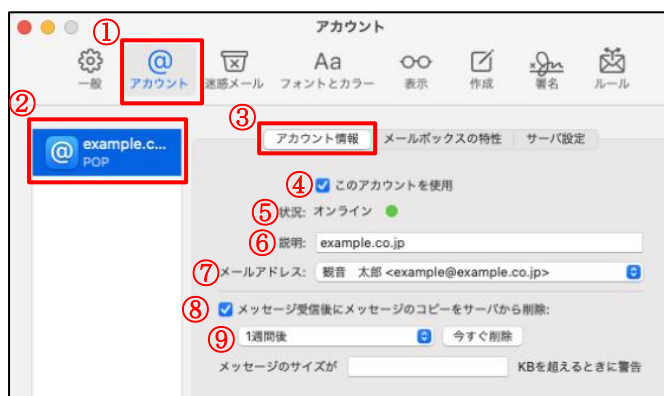 アカウント
①
@
Aa
一般 アカウント 迷惑メール フォントとカラー 表示 作成 署名 ルール
②
③
@ example.c...
POP
アカウント情報 メールボックスの特性 サーバ設定
④ このアカウントを使用
⑤ 状況: オンライン
⑥ 説明: example.co.jp
⑦ メールアドレス: 観音 太郎 <example@example.co.jp>
⑧ メッセージ受信後にメッセージのコピーをサーバから削除:
⑨ 1週間後 今すぐ削除
メッセージのサイズが KBを超えるときに警告